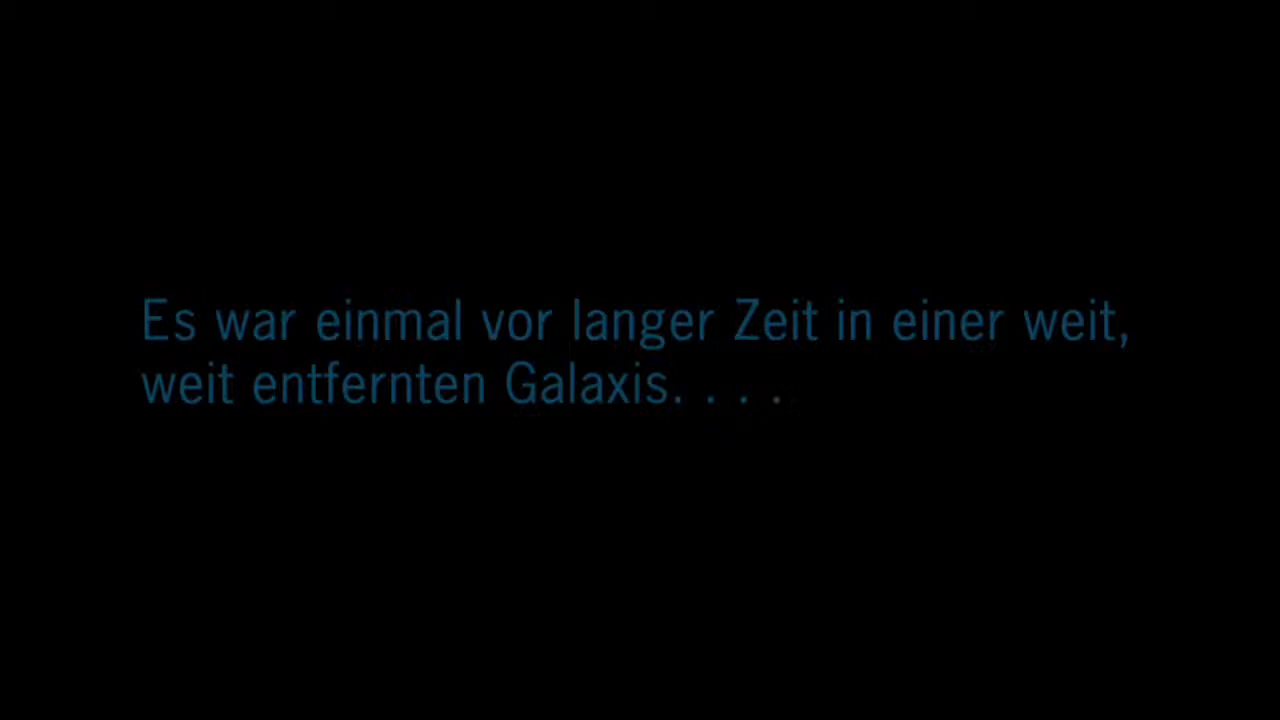 Es war einmal vor langer Zeit in einer weit,
weit entfernten Galaxis. . . .